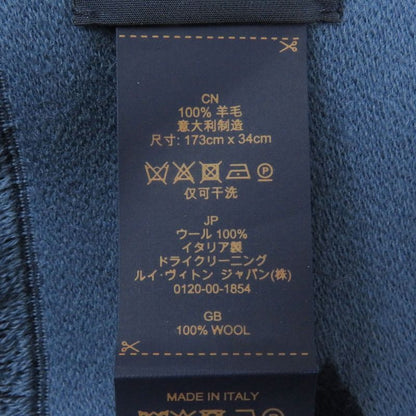 CN
100% 羊毛
意大利制造
尺寸: 173cm x 34cm
仅可干洗
JP
ウール 100%
イタリア製
ドライクリーニング
ルイ・ヴィトン ジャパン(株)
0120-00-1854
GB
100% WOOL
MADE IN ITALY